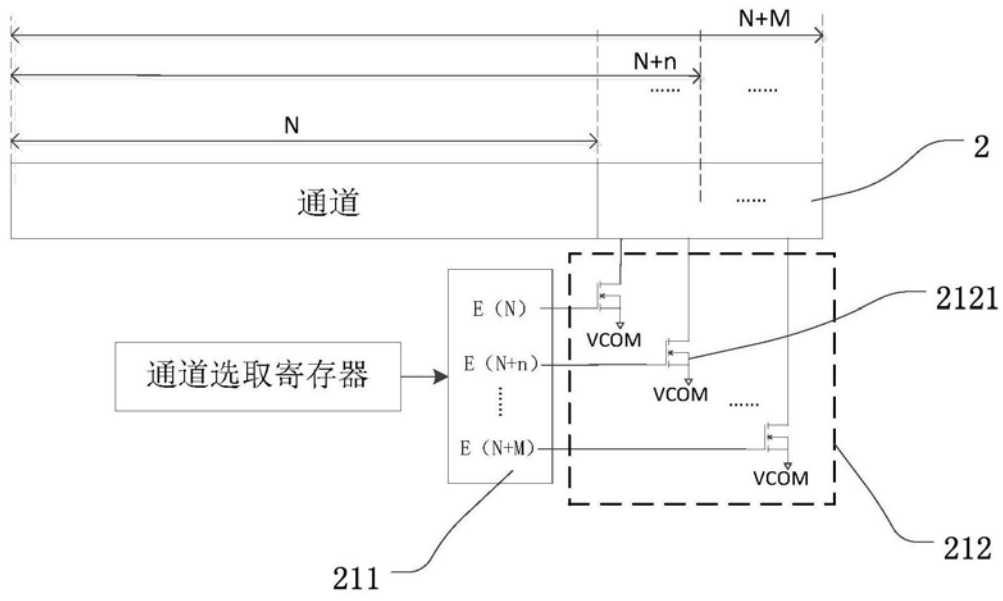 N+M
N+n
…… ……
N
2
通道
……
E（N）
2121
VCOM
通道选取寄存器
E（N+n）
VCOM
……
……
E（N+M）
VCOM
212
211